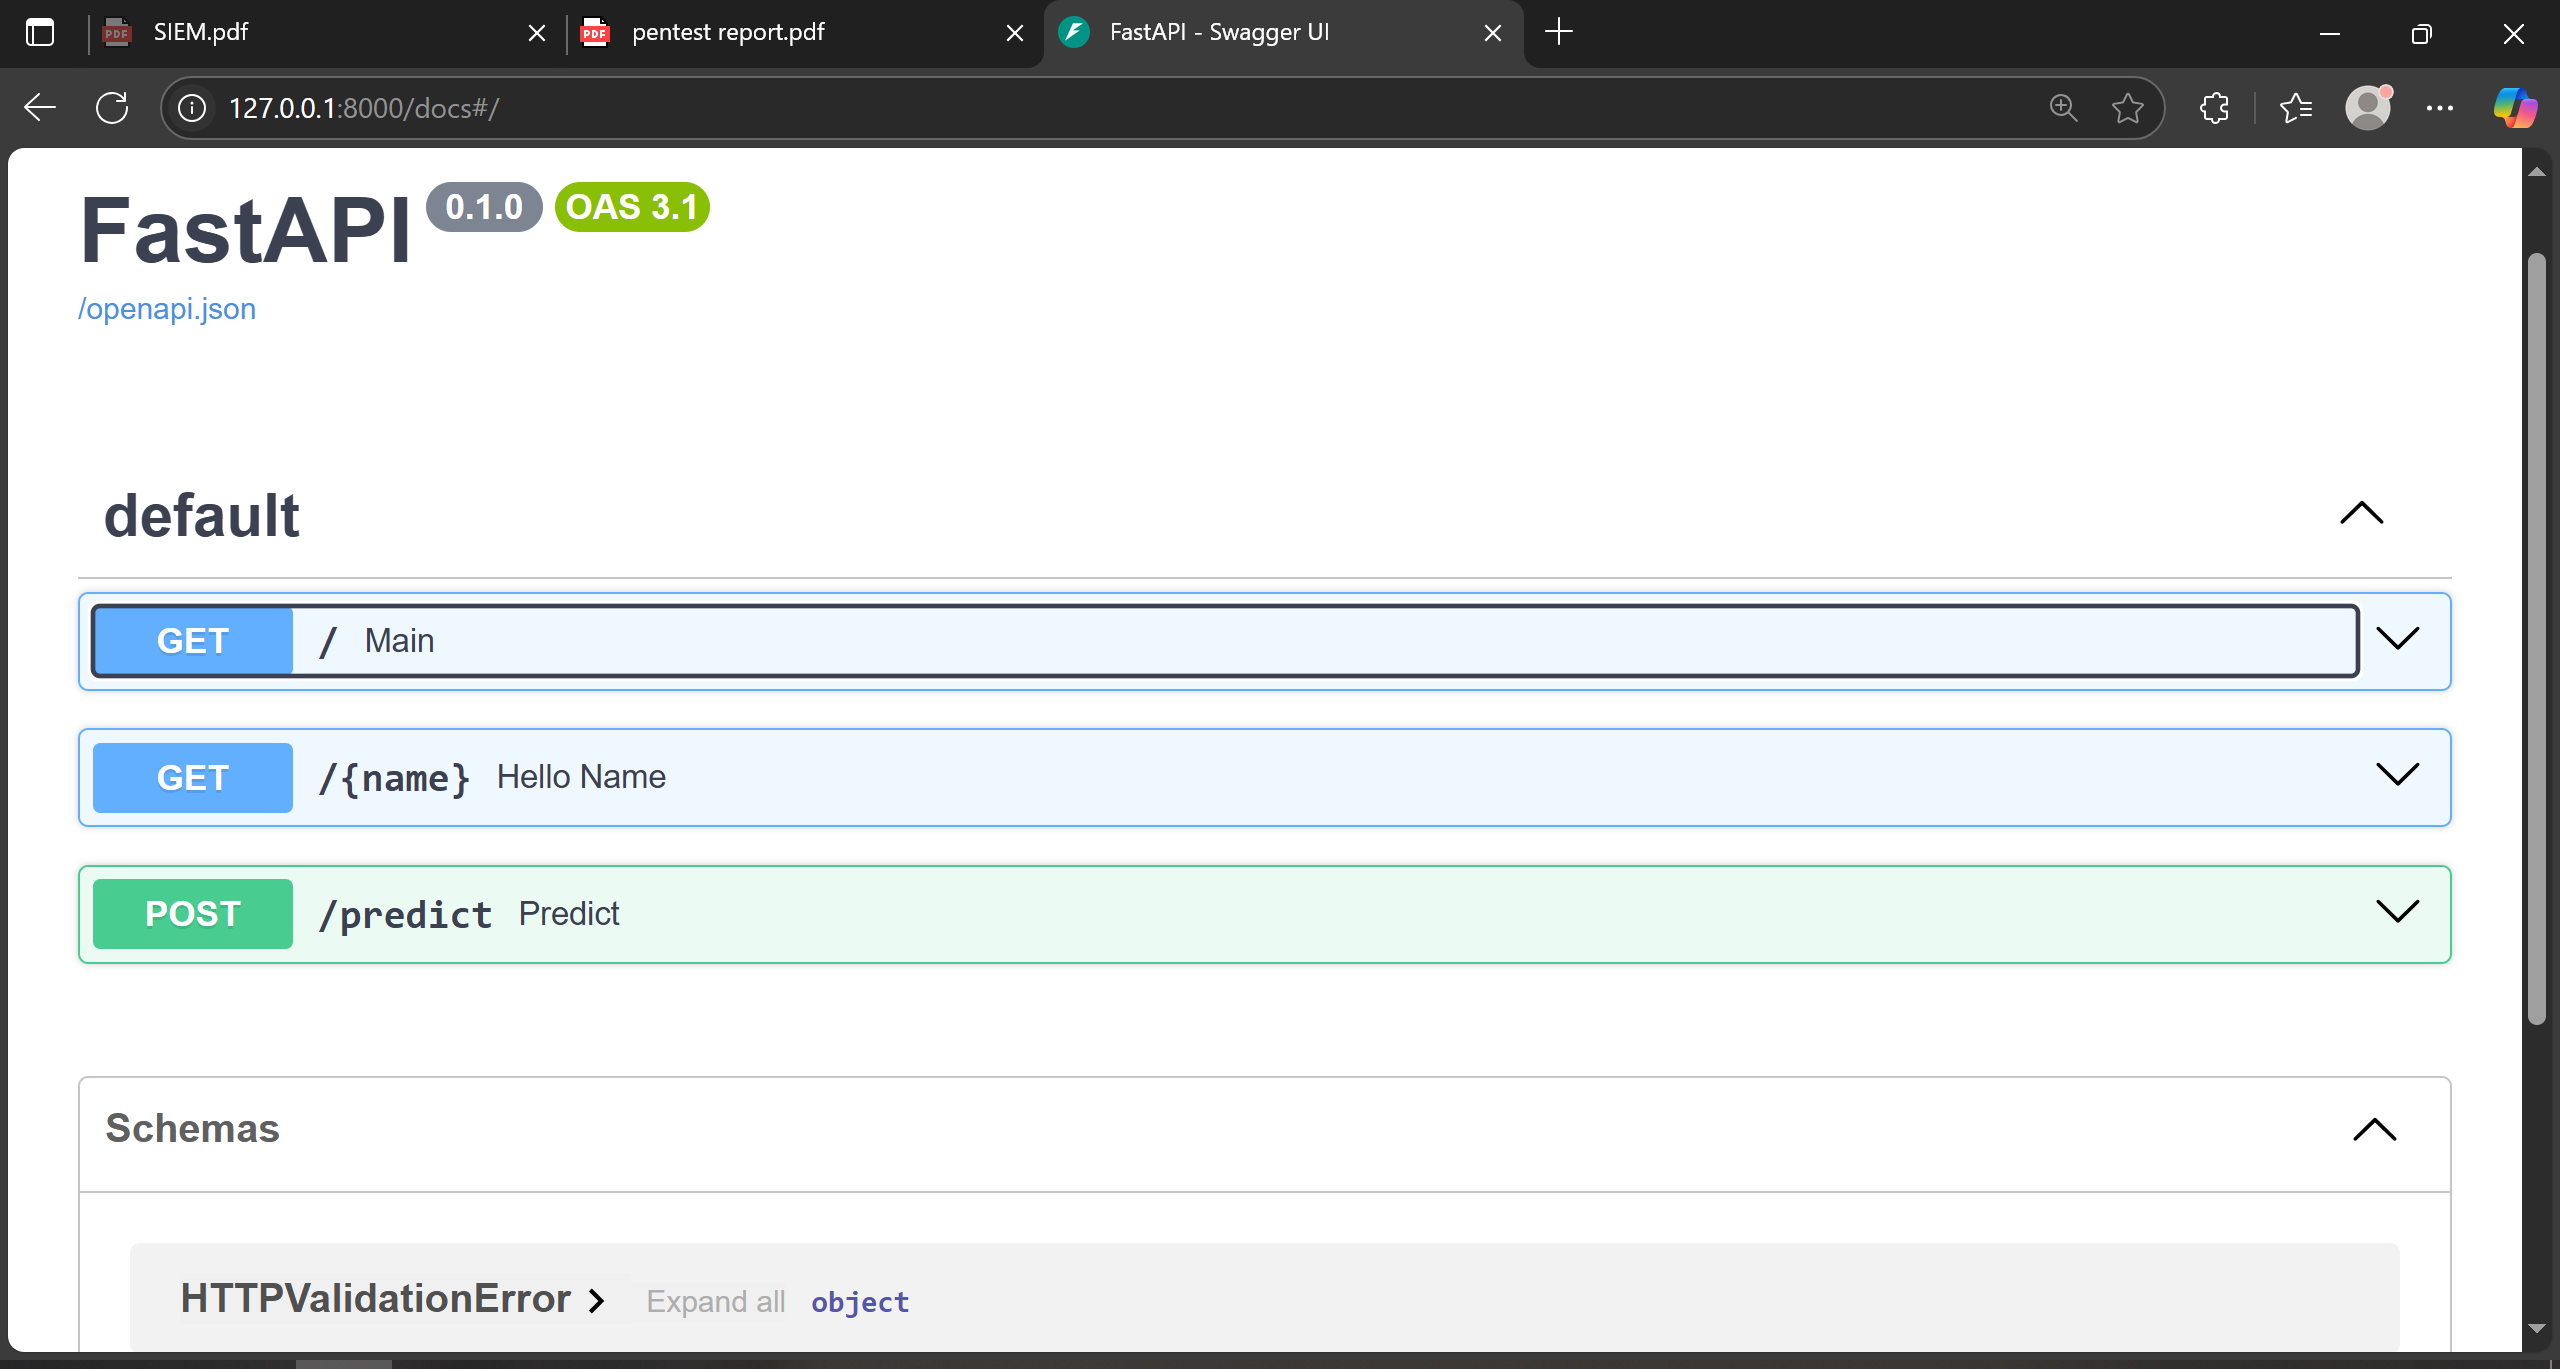 SIEM.pdf
pentest report.pdf
FastAPI - Swagger UI
127.0.0.1:8000/docs#/
FastAPI 0.1.0 OAS 3.1
/openapi.json
default
GET / Main
GET /{name} Hello Name
POST /predict Predict
Schemas
HTTPValidationError Expand all object